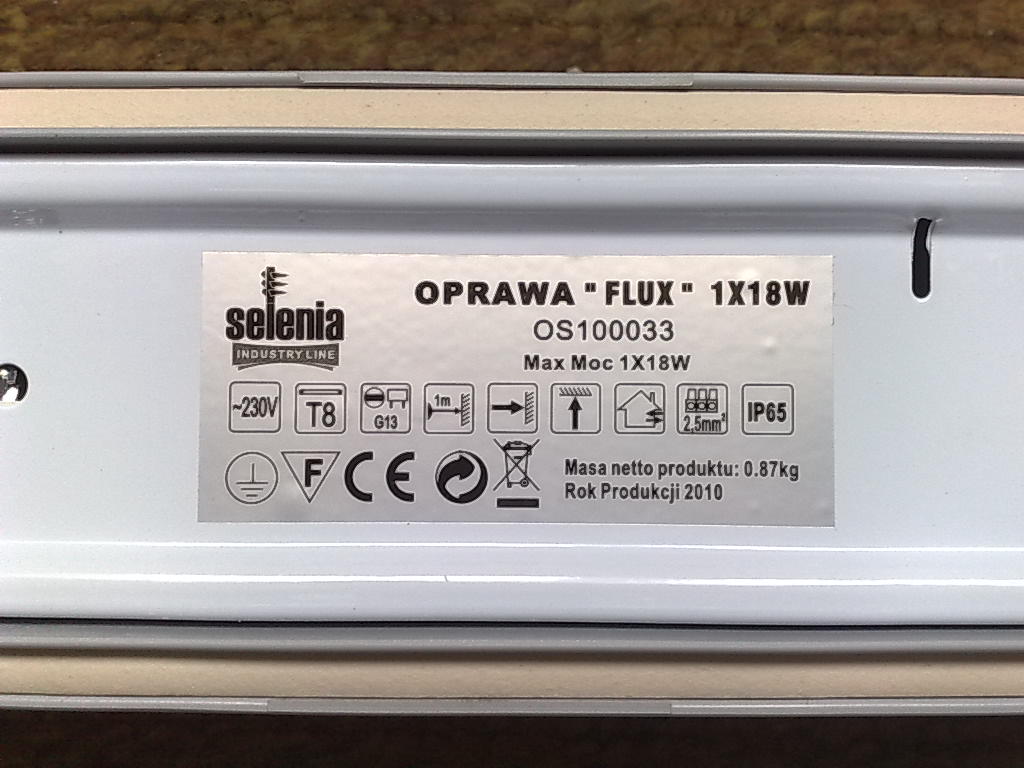 selenia
INDUSTRY LINE
OPRAWA "FLUX" 1X18W
OS100033
Max Moc 1X18W
~230V
T8
G13
1m
2,5mm²
IP65
F
CE
Masa netto produktu: 0.87kg
Rok Produkcji 2010